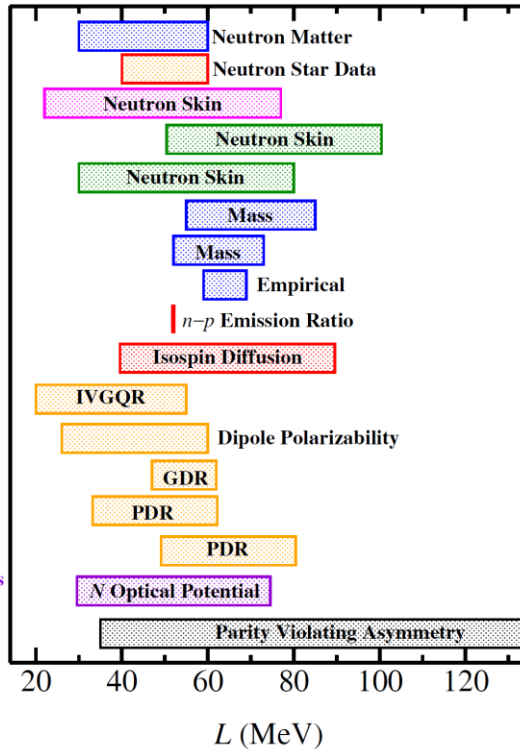 Neutron Matter
Neutron Star Data
Neutron Skin
Neutron Skin
Neutron Skin
Mass
Mass
Empirical
n–p Emission Ratio
Isospin Diffusion
IVGQR
Dipole Polarizability
GDR
PDR
PDR
s
N Optical Potential
Parity Violating Asymmetry
20 40 60 80 100 120
L (MeV)